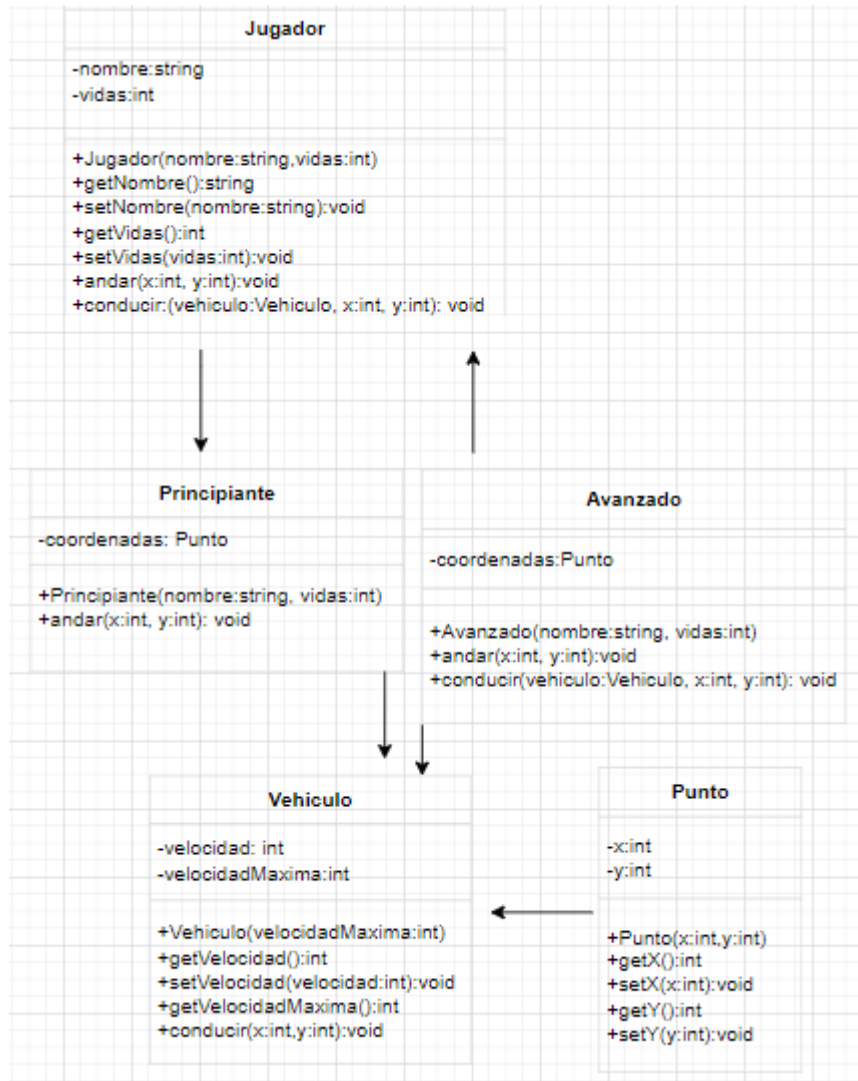 Jugador
-nombre:string
-vidas:int
+Jugador(nombre:string,vidas:int)
+getNombre():string
+setNombre(nombre:string):void
+getVidas():int
+setVidas(vidas:int):void
+andar(x:int, y:int):void
+conducir:(vehiculo:Vehiculo, x:int, y:int): void
Principiante
-coordenadas: Punto
+Principiante(nombre:string, vidas:int)
+andar(x:int, y:int): void
Avanzado
-coordenadas:Punto
+Avanzado(nombre:string, vidas:int)
+andar(x:int, y:int):void
+conducir(vehiculo:Vehiculo, x:int, y:int): void
Vehiculo
-velocidad: int
-velocidadMaxima:int
+Vehiculo(velocidadMaxima:int)
+getVelocidad():int
+setVelocidad(velocidad:int):void
+getVelocidadMaxima():int
+conducir(x:int,y:int):void
Punto
-x:int
-y:int
+Punto(x:int,y:int)
+getX():int
+setX(x:int):void
+getY():int
+setY(y:int):void